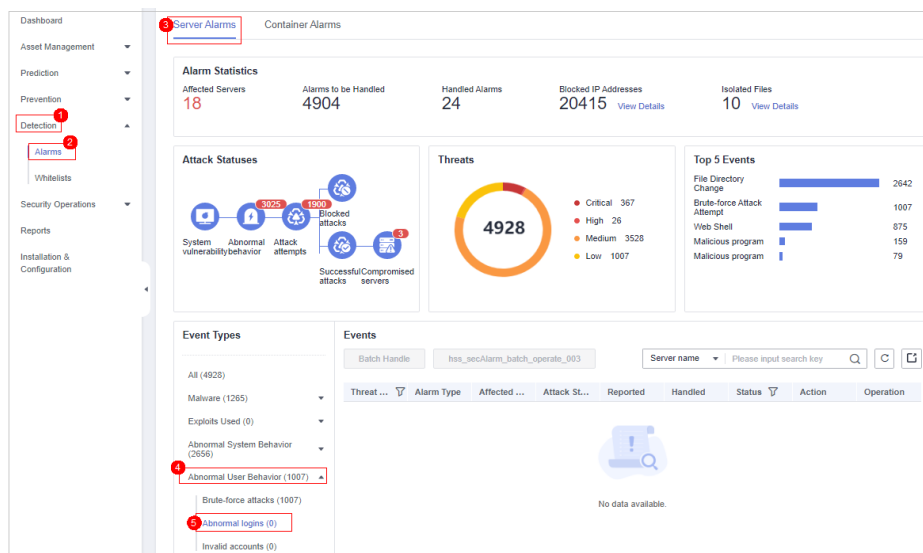 Dashboard
Asset Management
Prediction
Prevention
1
Detection
2
Alarms
Whitelists
Security Operations
Reports
Installation &
Configuration
3
Server Alarms
Container Alarms
Alarm Statistics
Affected Servers
18
Alarms to be Handled
4904
Handled Alarms
24
Blocked IP Addresses
20415 View Details
Isolated Files
10 View Details
Attack Statuses
3025
1900
3
System
vulnerability
Abnormal
behavior
Attack
attempts
Blocked
attacks
Successful
attacks
Compromised
servers
Threats
4928
Critical 367
High 26
Medium 3528
Low 1007
Top 5 Events
File Directory
Change
2642
Brute-force Attack
Attempt
1007
Web Shell
875
Malicious program
159
Malicious program
79
Event Types
All (4928)
Malware (1265)
Exploits Used (0)
Abnormal System Behavior
(2656)
4
Abnormal User Behavior (1007)
Brute-force attacks (1007)
5
Abnormal logins (0)
Invalid accounts (0)
Events
Batch Handle
hss_secAlarm_batch_operate_003
Server name
Please input search key
Threat ... Alarm Type Affected ... Attack St... Reported Handled Status Action Operation
No data available.